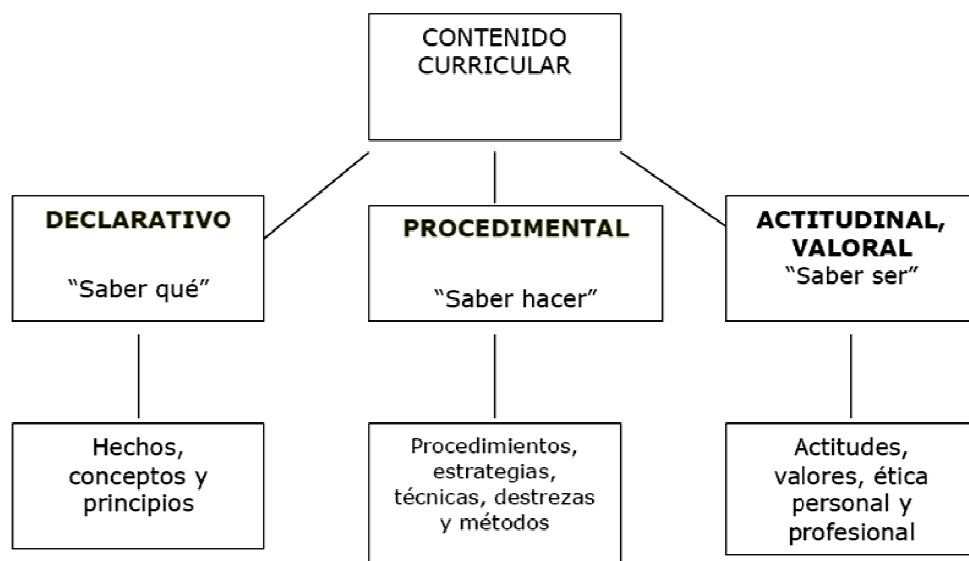 CONTENIDO
CURRICULAR
DECLARATIVO
“Saber qué”
PROCEDIMENTAL
“Saber hacer”
ACTITUDINAL,
VALORAL
“Saber ser”
Hechos,
conceptos y
principios
Procedimientos,
estrategias,
técnicas, destrezas
y métodos
Actitudes,
valores, ética
personal y
profesional